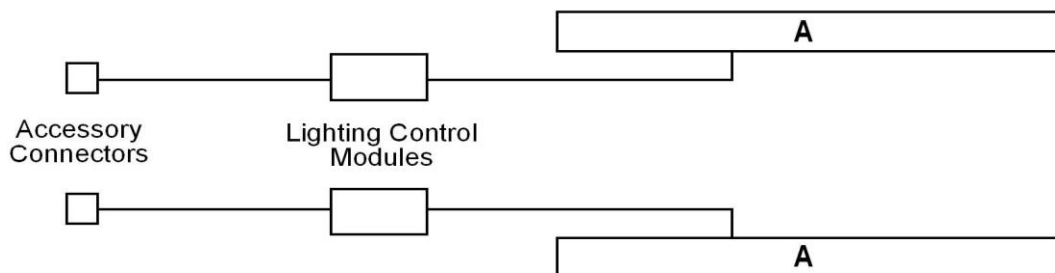 A
Accessory
Connectors
Lighting Control
Modules
A